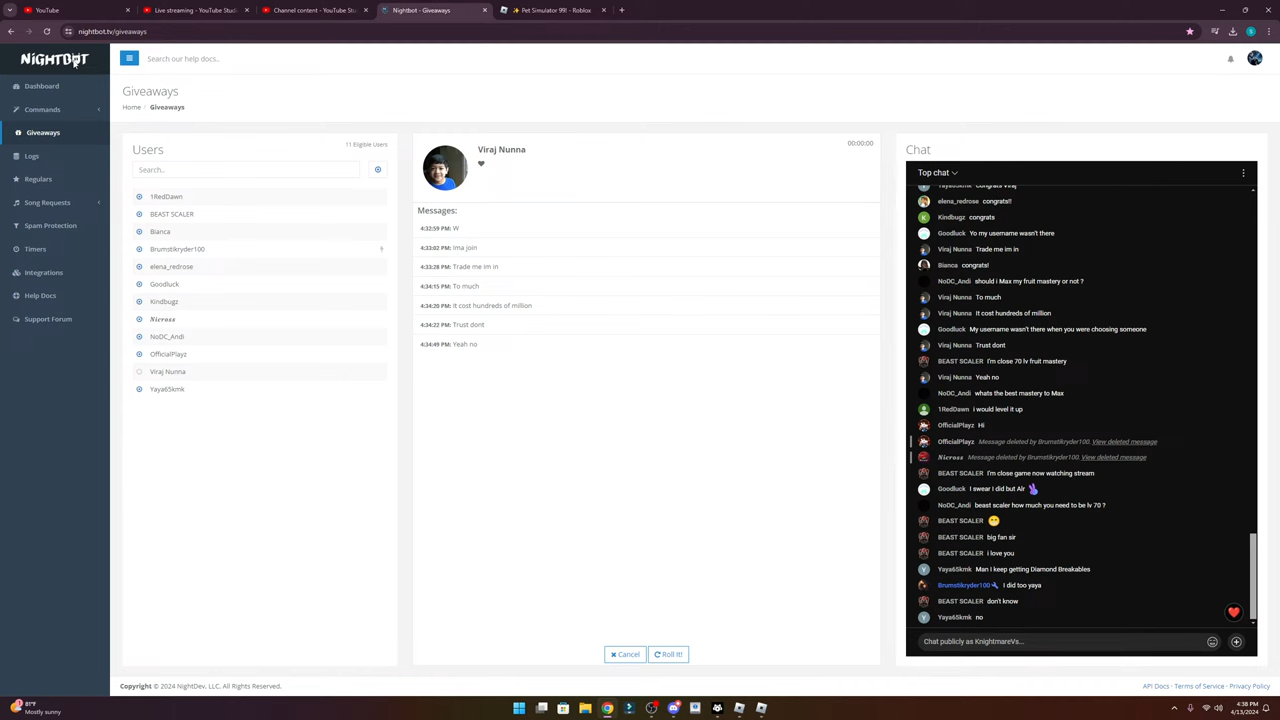 YouTube
Live streaming - YouTube Studi
Channel content - YouTube Stu
Nightbot - Giveaways
Pet Simulator 99! - Roblox
nightbot.tv/giveaways
S
NIGHTBOT
Search our help docs..
Dashboard
Commands
Giveaways
Logs
Regulars
Song Requests
Spam Protection
Timers
Integrations
Help Docs
Support Forum
Giveaways
Home / Giveaways
Users
11 Eligible Users
Search..
1RedDawn
BEAST SCALER
Bianca
Brumstikryder100
elena_redrose
Goodluck
Kindbugz
Nicross
NoDC_Andi
OfficialPlayz
Viraj Nunna
Yaya65kmk
Viraj Nunna
00:00:00
Messages:
4:32:59 PM: W
4:33:02 PM: Ima join
4:33:28 PM: Trade me im in
4:34:15 PM: To much
4:34:20 PM: It cost hundreds of million
4:34:22 PM: Trust dont
4:34:49 PM: Yeah no
Cancel
Roll It!
Chat
Top chat
Yaya65kmk Congrats Viraj
elena_redrose congrats!!
K Kindbugz congrats
Goodluck Yo my username wasn't there
Viraj Nunna Trade me im in
Bianca congrats!
NoDC_Andi should i Max my fruit mastery or not ?
Viraj Nunna To much
Viraj Nunna It cost hundreds of million
Goodluck My username wasn't there when you were choosing someone
Viraj Nunna Trust dont
BEAST SCALER I'm close 70 lv fruit mastery
Viraj Nunna Yeah no
NoDC_Andi whats the best mastery to Max
1RedDawn i would level it up
OfficialPlayz Hi
OfficialPlayz Message deleted by Brumstikryder100. View deleted message
Nicross Message deleted by Brumstikryder100. View deleted message
BEAST SCALER I'm close game now watching stream
Goodluck I swear I did but Alr
NoDC_Andi beast scaler how much you need to be lv 70 ?
BEAST SCALER
BEAST SCALER big fan sir
BEAST SCALER i love you
Y Yaya65kmk Man I keep getting Diamond Breakables
Brumstikryder100 I did too yaya
BEAST SCALER don't know
Y Yaya65kmk no
Chat publicly as KnightmareVs...
Copyright © 2024 NightDev, LLC. All Rights Reserved.
API Docs · Terms of Service · Privacy Policy
81°F
Mostly sunny
4:38 PM
4/13/2024